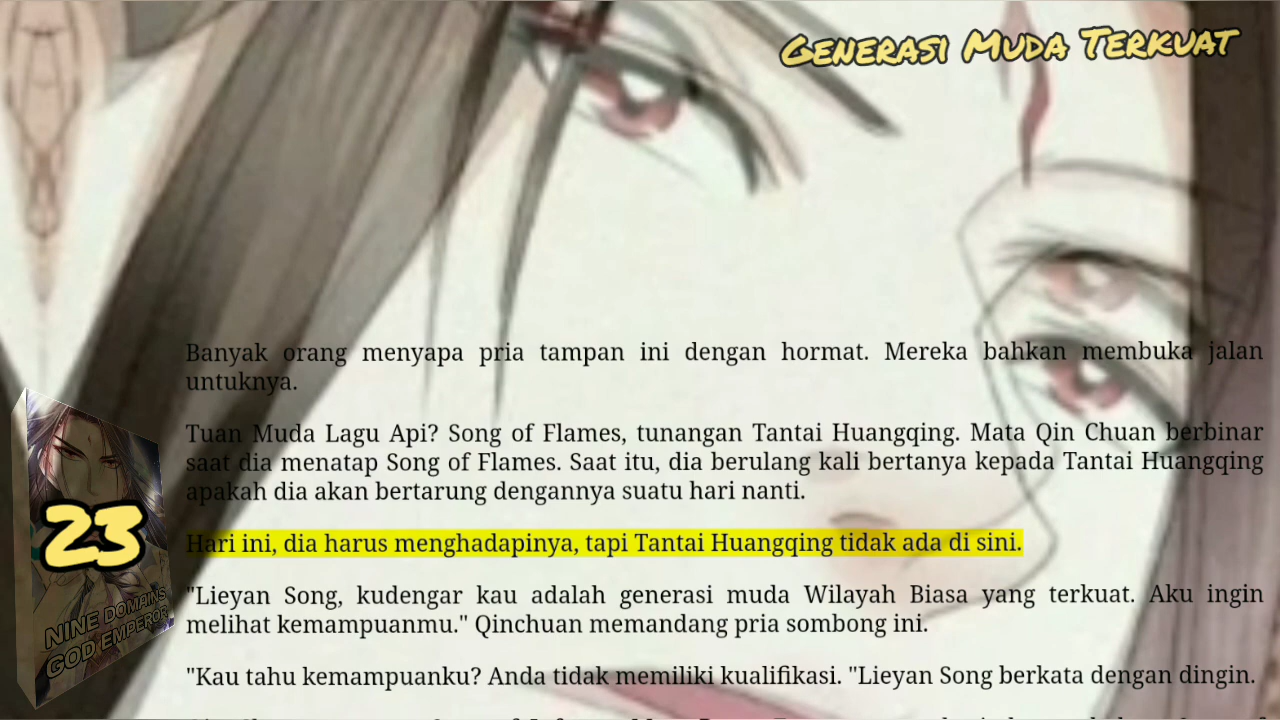 Generasi Muda Terkuat
Banyak orang menyapa pria tampan ini dengan hormat. Mereka bahkan membuka jalan
untuknya.
Tuan Muda Lagu Api? Song of Flames, tunangan Tantai Huangqing. Mata Qin Chuan berbinar
saat dia menatap Song of Flames. Saat itu, dia berulang kali bertanya kepada Tantai Huangqing
apakah dia akan bertarung dengannya suatu hari nanti.
Hari ini, dia harus menghadapinya, tapi Tantai Huangqing tidak ada di sini.
"Lieyan Song, kudengar kau adalah generasi muda Wilayah Biasa yang terkuat. Aku ingin
melihat kemampuanmu." Qinchuan memandang pria sombong ini.
"Kau tahu kemampuanku? Anda tidak memiliki kualifikasi. "Lieyan Song berkata dengan dingin.
23
NINE DOMAINS
GOD EMPEROR